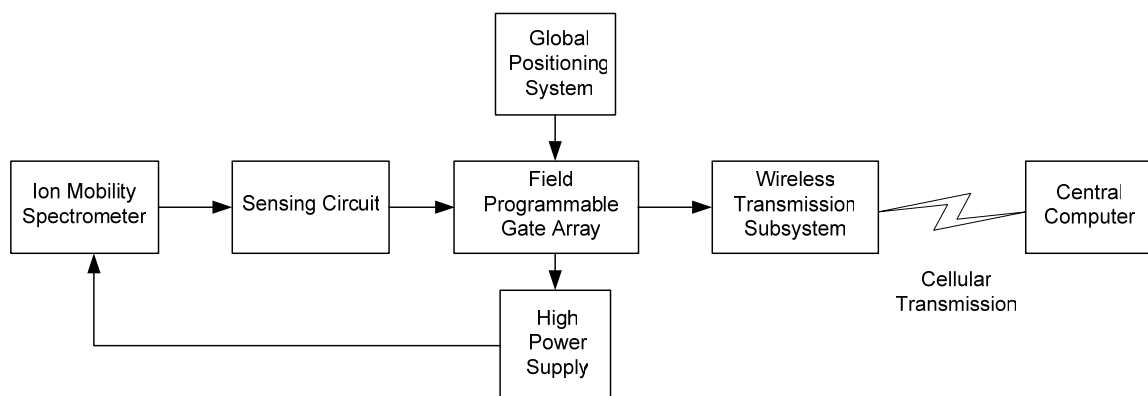 Global
Positioning
System
Ion Mobility
Spectrometer
Sensing Circuit
Field
Programmable
Gate Array
Wireless
Transmission
Subsystem
Central
Computer
Cellular
Transmission
High
Power
Supply